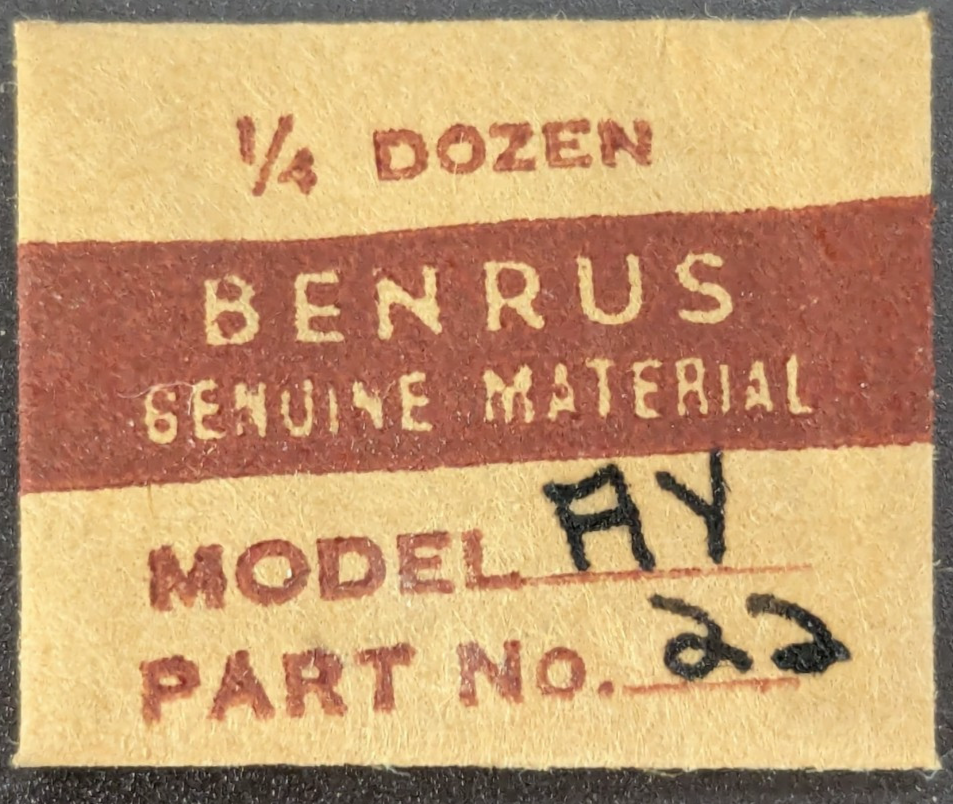 1/4 DOZEN
BENRUS
GENUINE MATERIAL
MODEL AY
PART No. 22